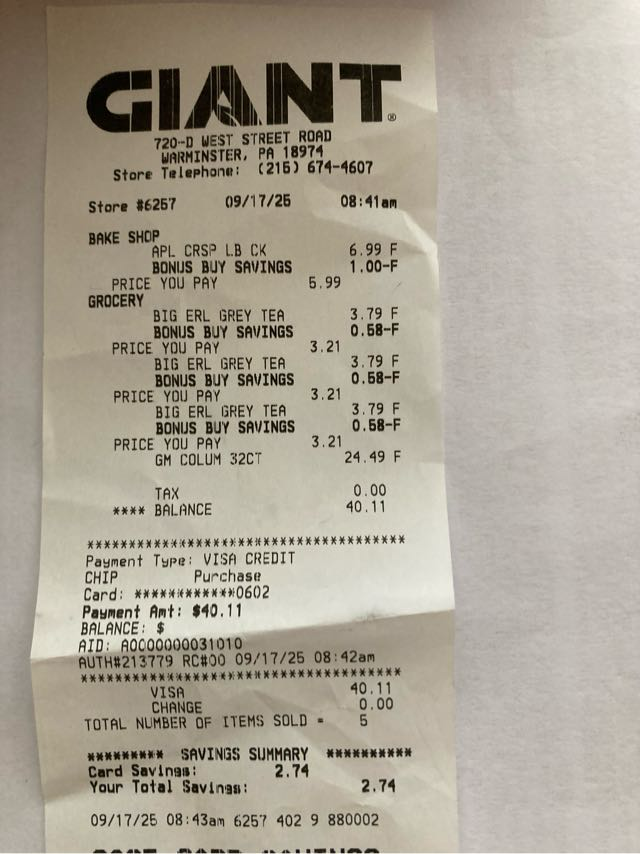 GIANT®
720-D WEST STREET ROAD
WARMINSTER, PA 18974
Store Telephone: (215) 674-4607
Store #6257 09/17/25 08:41am
BAKE SHOP
APL CRSP LB CK 6.99 F
BONUS BUY SAVINGS 1.00-F
PRICE YOU PAY 5.99
GROCERY
BIG ERL GREY TEA 3.79 F
BONUS BUY SAVINGS 0.58-F
PRICE YOU PAY 3.21
BIG ERL GREY TEA 3.79 F
BONUS BUY SAVINGS 0.58-F
PRICE YOU PAY 3.21
BIG ERL GREY TEA 3.79 F
BONUS BUY SAVINGS 0.58-F
PRICE YOU PAY 3.21
GM COLUM 32CT 24.49 F
TAX 0.00
**** BALANCE 40.11
***************************************
Payment Type: VISA CREDIT
CHIP Purchase
Card: ************0602
Payment Amt: $40.11
BALANCE: $
AID: A0000000031010
AUTH#213779 RC#00 09/17/25 08:42am
***************************************
VISA 40.11
CHANGE 0.00
TOTAL NUMBER OF ITEMS SOLD = 5
********* SAVINGS SUMMARY **********
Card Savings: 2.74
Your Total Savings: 2.74
09/17/25 08:43am 6257 402 9 880002